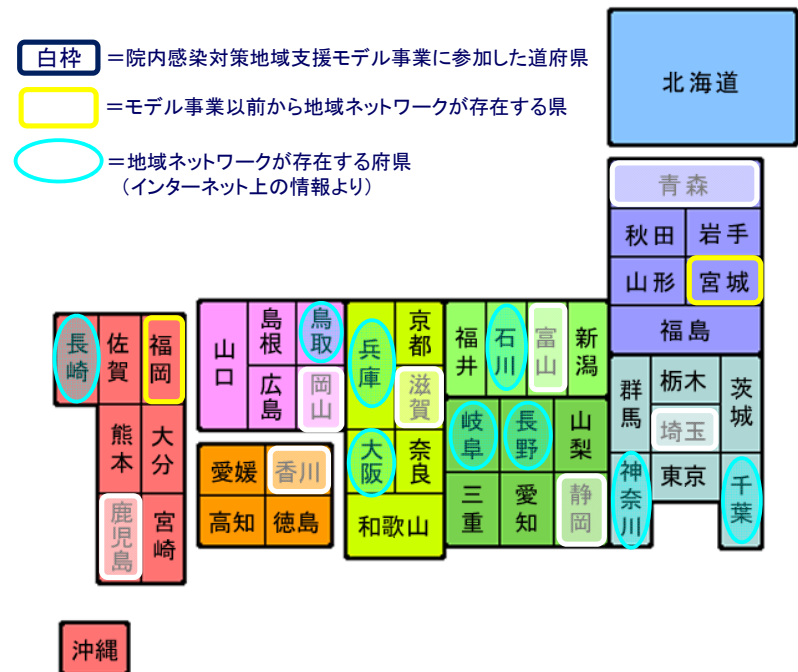 白枠 =院内感染対策地域支援モデル事業に参加した道府県
=モデル事業以前から地域ネットワークが存在する県
=地域ネットワークが存在する府県
(インターネット上の情報より)
北海道
青森
秋田 岩手
山形 宮城
福島
群馬 栃木 茨城
埼玉
神奈川 東京 千葉
福井 石川 富山 新潟
岐阜 長野 山梨
三重 愛知 静岡
兵庫 京都
滋賀
大阪 奈良
和歌山
山口 島根 鳥取
広島 岡山
愛媛 香川
高知 徳島
長崎 佐賀 福岡
熊本 大分
鹿児島 宮崎
沖縄